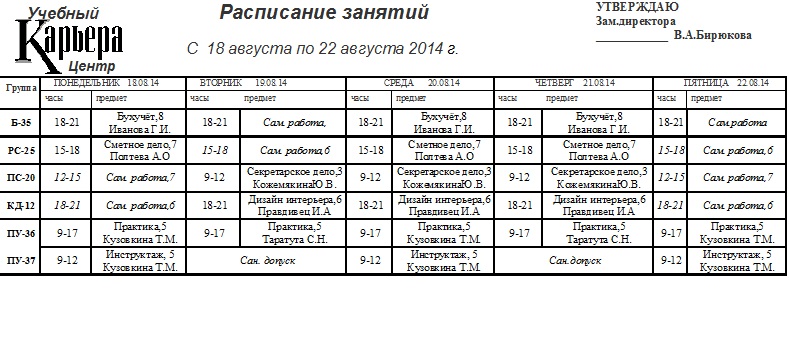 Учебный
Карьера
Центр
Расписание занятий
С 18 августа по 22 августа 2014 г.
УТВЕРЖДАЮ
Зам.директора
____________ В.А.Бирюкова
Группа ПОНЕДЕЛЬНИК 18.08.14 ВТОРНИК 19.08.14 СРЕДА 20.08.14 ЧЕТВЕРГ 21.08.14 ПЯТНИЦА 22.08.14
часы предмет часы предмет часы предмет часы предмет часы предмет
Б-35 18-21 Бухучёт,8 18-21 Сам. работа, 18-21 Бухучёт,8 18-21 Бухучёт,8 18-21 Сам.работа
Иванова Г.И. Иванова Г.И. Иванова Г.И.
РС-25 15-18 Сметное дело,7 15-18 Сам. работа,6 15-18 Сметное дело,7 15-18 Сметное дело,7 15-18 Сам. работа,6
Полтева А.О Полтева А.О Полтева А.О
ПС-20 12-15 Сам. работа,7 9-12 Секретарское дело,3 9-12 Секретарское дело,3 9-12 Секретарское дело,3 12-15 Сам. работа,7
КожемякинаЮ.В. КожемякинаЮ.В. КожемякинаЮ.В.
КД-12 18-21 Сам. работа,6 18-21 Дизайн интерьера,6 18-21 Дизайн интерьера,6 18-21 Дизайн интерьера,6 18-21 Сам. работа,6
Правдивец И.А Правдивец И.А Правдивец И.А
ПУ-36 9-17 Практика,5 9-17 Практика,5 9-17 Практика,5 9-17 Практика,5 9-17 Практика,5
Кузовкина Т.М. Таратута С.Н. Кузовкина Т.М. Таратута С.Н. Кузовкина Т.М.
ПУ-37 9-12 Инструктаж, 5 Сан. допуск 9-12 Инструктаж, 5 Сан.допуск 9-12 Инструктаж, 5
Кузовкина Т.М. Кузовкина Т.М. Кузовкина Т.М.